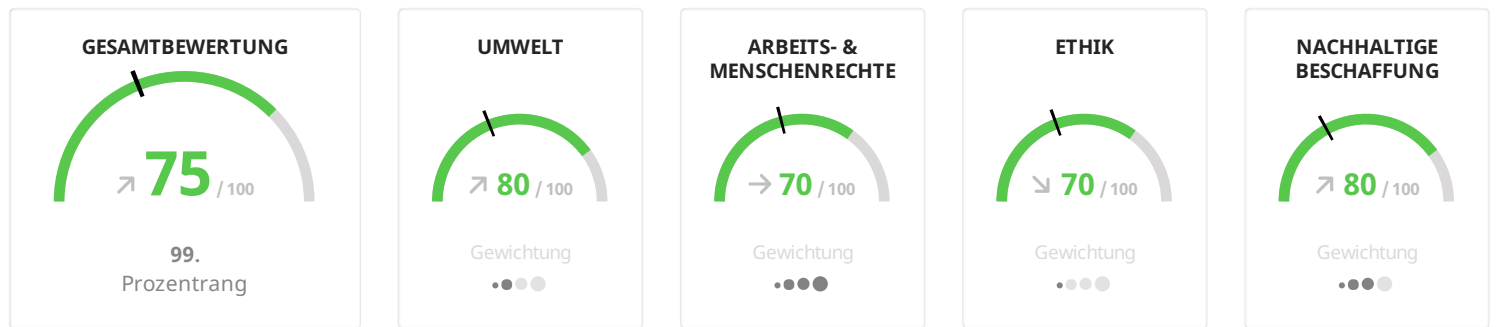 GESAMTBEWERTUNG
75 / 100
99.
Prozentrang
UMWELT
80 / 100
Gewichtung
ARBEITS- &
MENSCHENRECHTE
70 / 100
Gewichtung
ETHIK
70 / 100
Gewichtung
NACHHALTIGE
BESCHAFFUNG
80 / 100
Gewichtung